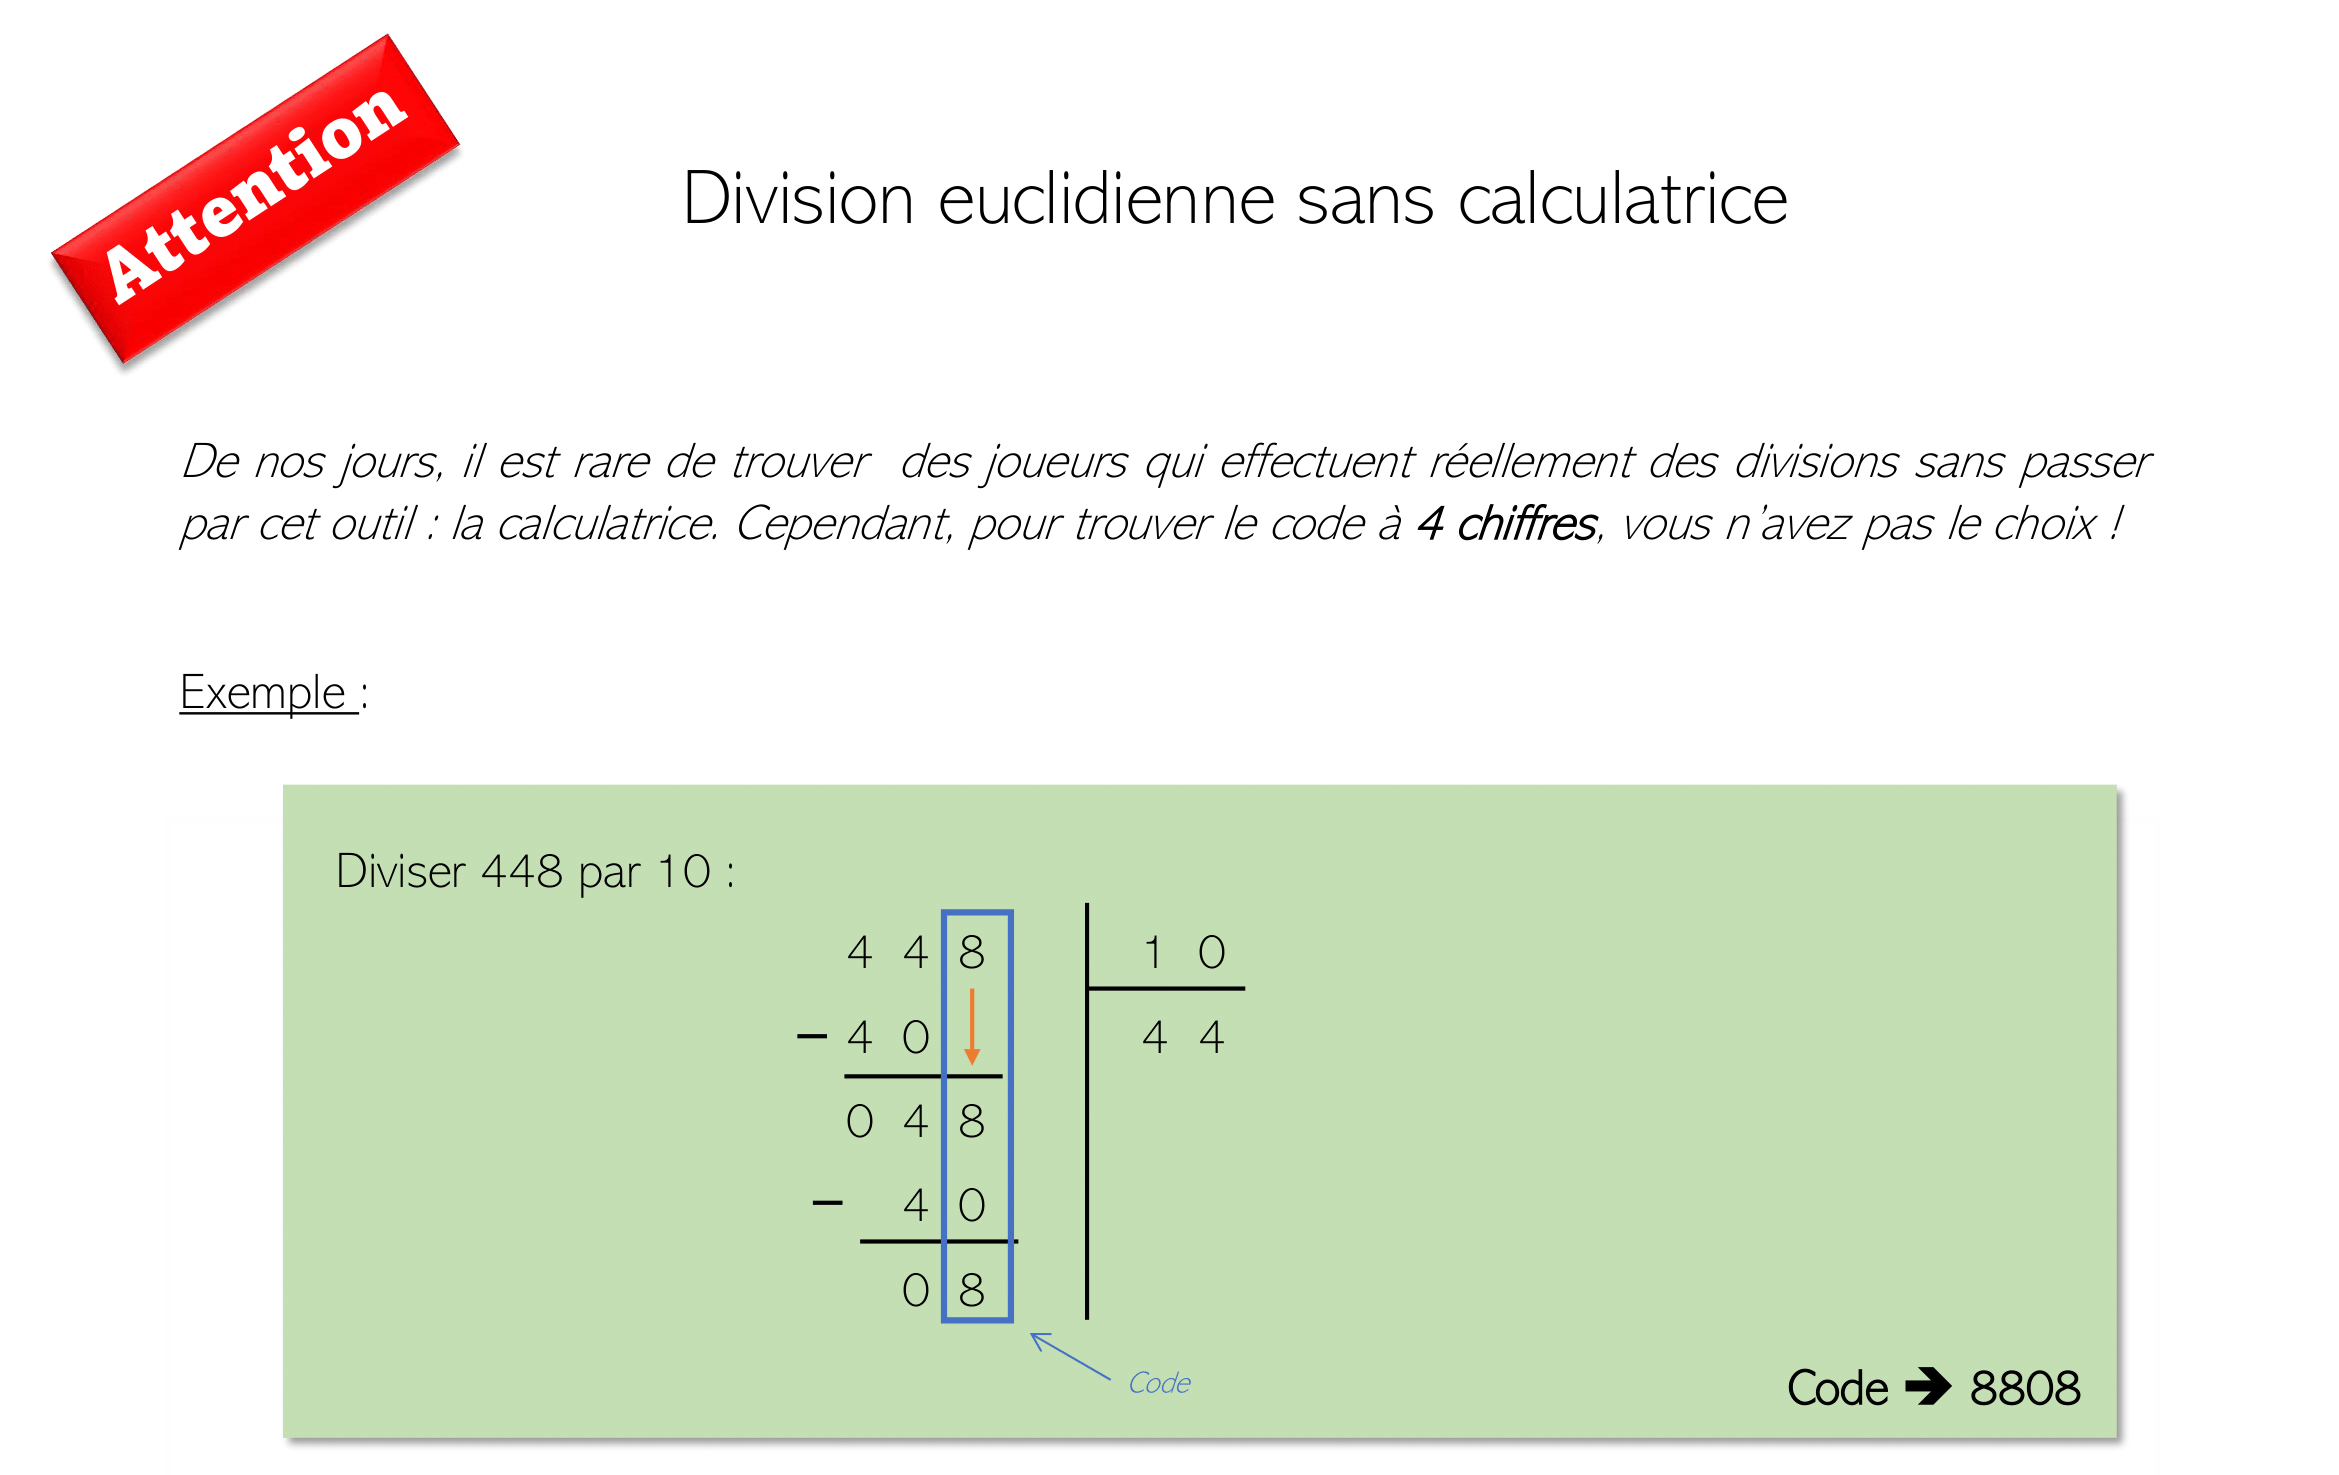 Attention
Division euclidienne sans calculatrice
De nos jours, il est rare de trouver des joueurs qui effectuent réellement des divisions sans passer
par cet outil : la calculatrice. Cependant, pour trouver le code à 4 chiffres, vous n'avez pas le choix !
Exemple :
Diviser 448 par 10 :
4 4 8 1 0
− 4 0 4 4
0 4 8
− 4 0
0 8
Code
Code ➔ 8808